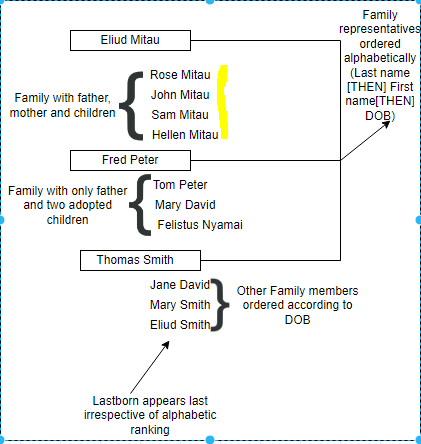 Family
representatives
ordered
alphabetically
(Last name
[THEN] First
name[THEN]
DOB)
Eliud Mitau
Rose Mitau
John Mitau
Sam Mitau
Hellen Mitau
Family with father,
mother and children
Fred Peter
Tom Peter
Mary David
Felistus Nyamai
Family with only father
and two adopted
children
Thomas Smith
Jane David
Mary Smith
Eliud Smith
Other Family members
ordered according to
DOB
Lastborn appears last
irrespective of alphabetic
ranking